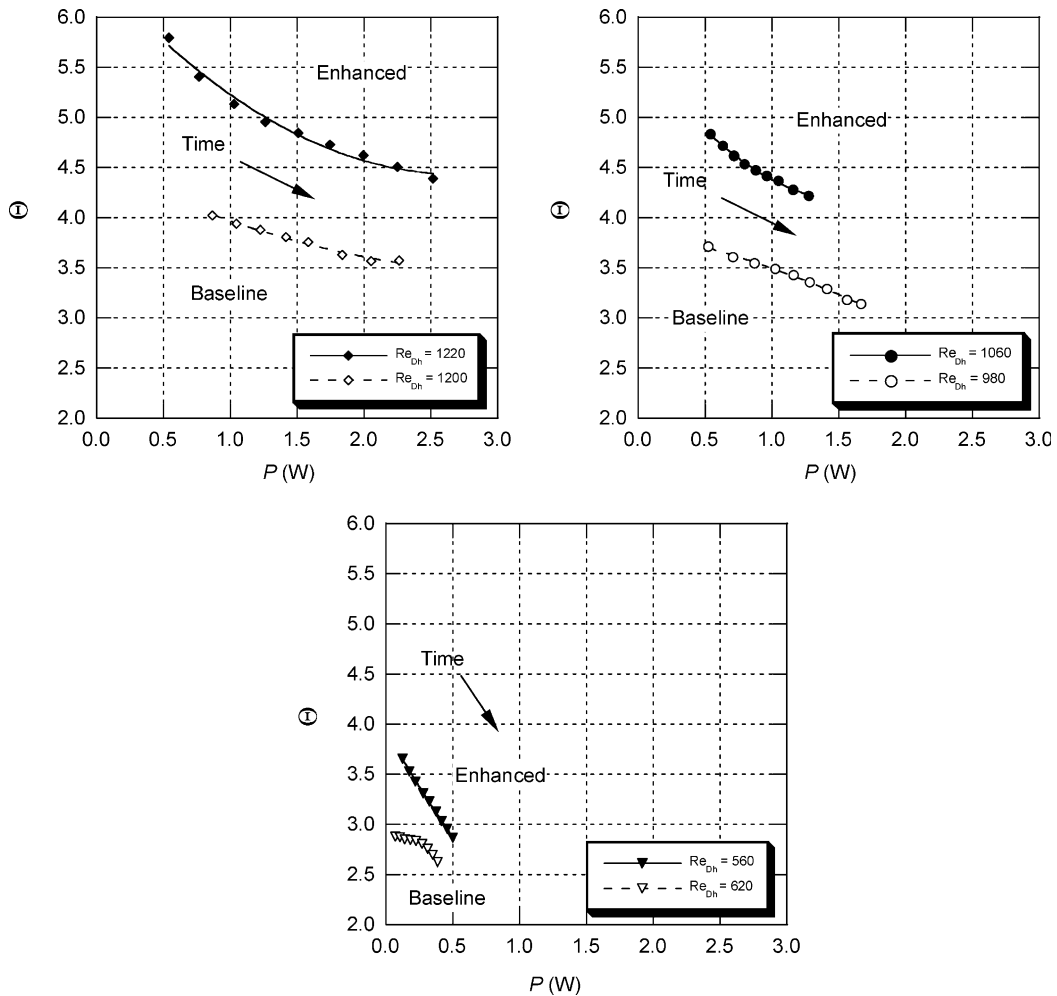 6.0
5.5
5.0
4.5
4.0
3.5
3.0
2.5
2.0
Θ
Enhanced
Time
Baseline
Re_Dh = 1220
Re_Dh = 1200
0.0 0.5 1.0 1.5 2.0 2.5 3.0
P (W)
6.0
5.5
5.0
4.5
4.0
3.5
3.0
2.5
2.0
Θ
Enhanced
Time
Baseline
Re_Dh = 1060
Re_Dh = 980
0.0 0.5 1.0 1.5 2.0 2.5 3.0
P (W)
6.0
5.5
5.0
4.5
4.0
3.5
3.0
2.5
2.0
Θ
Time
Enhanced
Baseline
Re_Dh = 560
Re_Dh = 620
0.0 0.5 1.0 1.5 2.0 2.5 3.0
P (W)